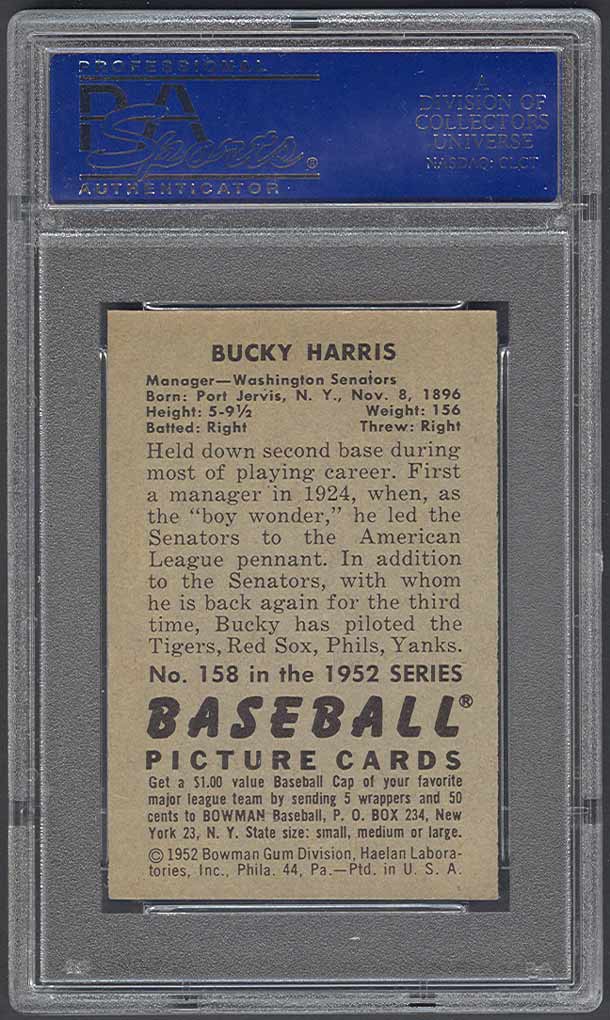 PROFESSIONAL
PSA
Sports®
AUTHENTICATOR
A
DIVISION OF
COLLECTORS
UNIVERSE
NASDAQ: CLCT
BUCKY HARRIS
Manager—Washington Senators
Born: Port Jervis, N. Y., Nov. 8, 1896
Height: 5-9½ Weight: 156
Batted: Right Threw: Right
Held down second base during
most of playing career. First
a manager in 1924, when, as
the "boy wonder," he led the
Senators to the American
League pennant. In addition
to the Senators, with whom
he is back again for the third
time, Bucky has piloted the
Tigers, Red Sox, Phils, Yanks.
No. 158 in the 1952 SERIES
BASEBALL®
PICTURE CARDS
Get a $1.00 value Baseball Cap of your favorite
major league team by sending 5 wrappers and 50
cents to BOWMAN Baseball, P. O. BOX 234, New
York 23, N. Y. State size: small, medium or large.
© 1952 Bowman Gum Division, Haelan Labora-
tories, Inc., Phila. 44, Pa.—Ptd. in U. S. A.